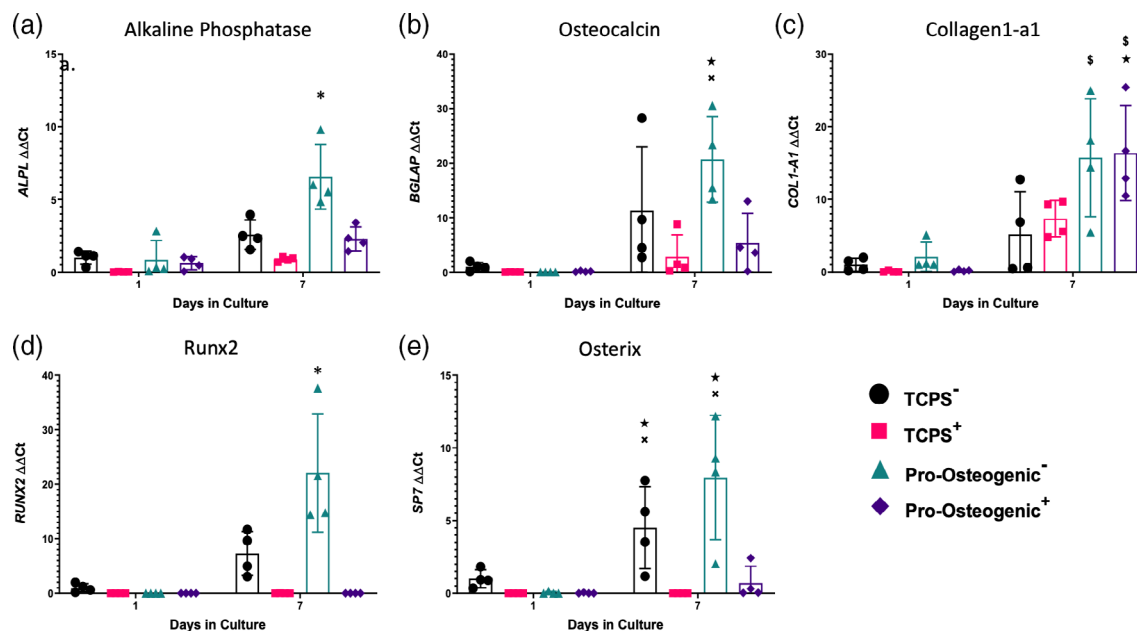 (a)
Alkaline Phosphatase
a.
ALPL ΔΔCt
15
10
5
0
*
1
7
Days in Culture
(b)
Osteocalcin
BGLAP ΔΔCt
40
30
20
10
0
★
×
1
7
Days in Culture
(c)
Collagen1-a1
COL1-A1 ΔΔCt
30
20
10
0
$
$
★
1
7
Days in Culture
(d)
Runx2
RUNX2 ΔΔCt
40
30
20
10
0
*
1
7
Days in Culture
(e)
Osterix
SP7 ΔΔCt
15
10
5
0
★
×
★
×
1
7
Days in Culture
TCPS⁻
TCPS⁺
Pro-Osteogenic⁻
Pro-Osteogenic⁺